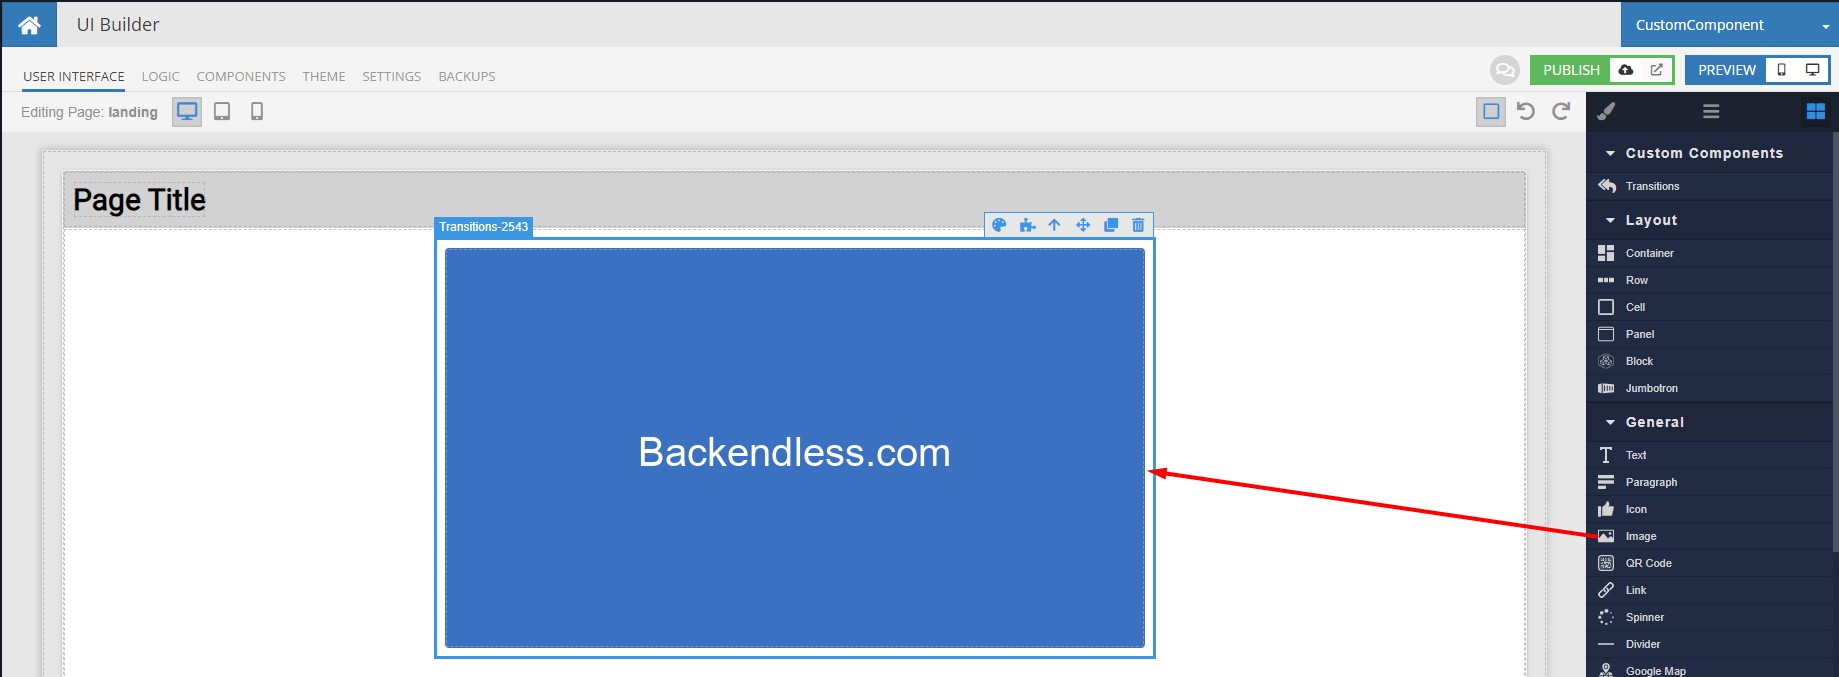 UI Builder
CustomComponent
USER INTERFACE LOGIC COMPONENTS THEME SETTINGS BACKUPS
PUBLISH
PREVIEW
Editing Page: landing
Page Title
Transitions-2543
Backendless.com
Custom Components
Transitions
Layout
Container
Row
Cell
Panel
Block
Jumbotron
General
Text
Paragraph
Icon
Image
QR Code
Link
Spinner
Divider
Google Map